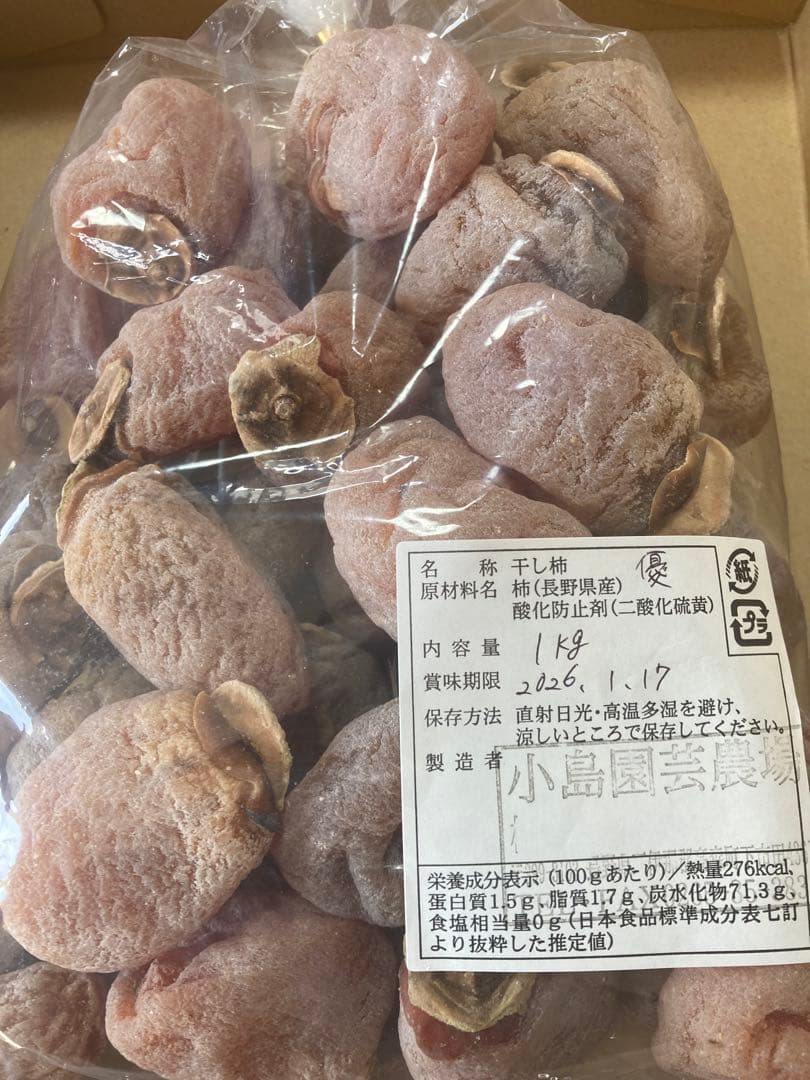 名称 干し柿 優
原材料名 柿(長野県産)
酸化防止剤(二酸化硫黄)
内容量 1kg
賞味期限 2026.1.17
保存方法 直射日光・高温多湿を避け、
涼しいところで保存してください。
製造者 小島園芸農場
栄養成分表示(100gあたり)/熱量276kcal、
蛋白質1.5g、脂質1.7g、炭水化物71.3g、
食塩相当量0g(日本食品標準成分表七訂
より抜粋した推定値)
紙
プラ